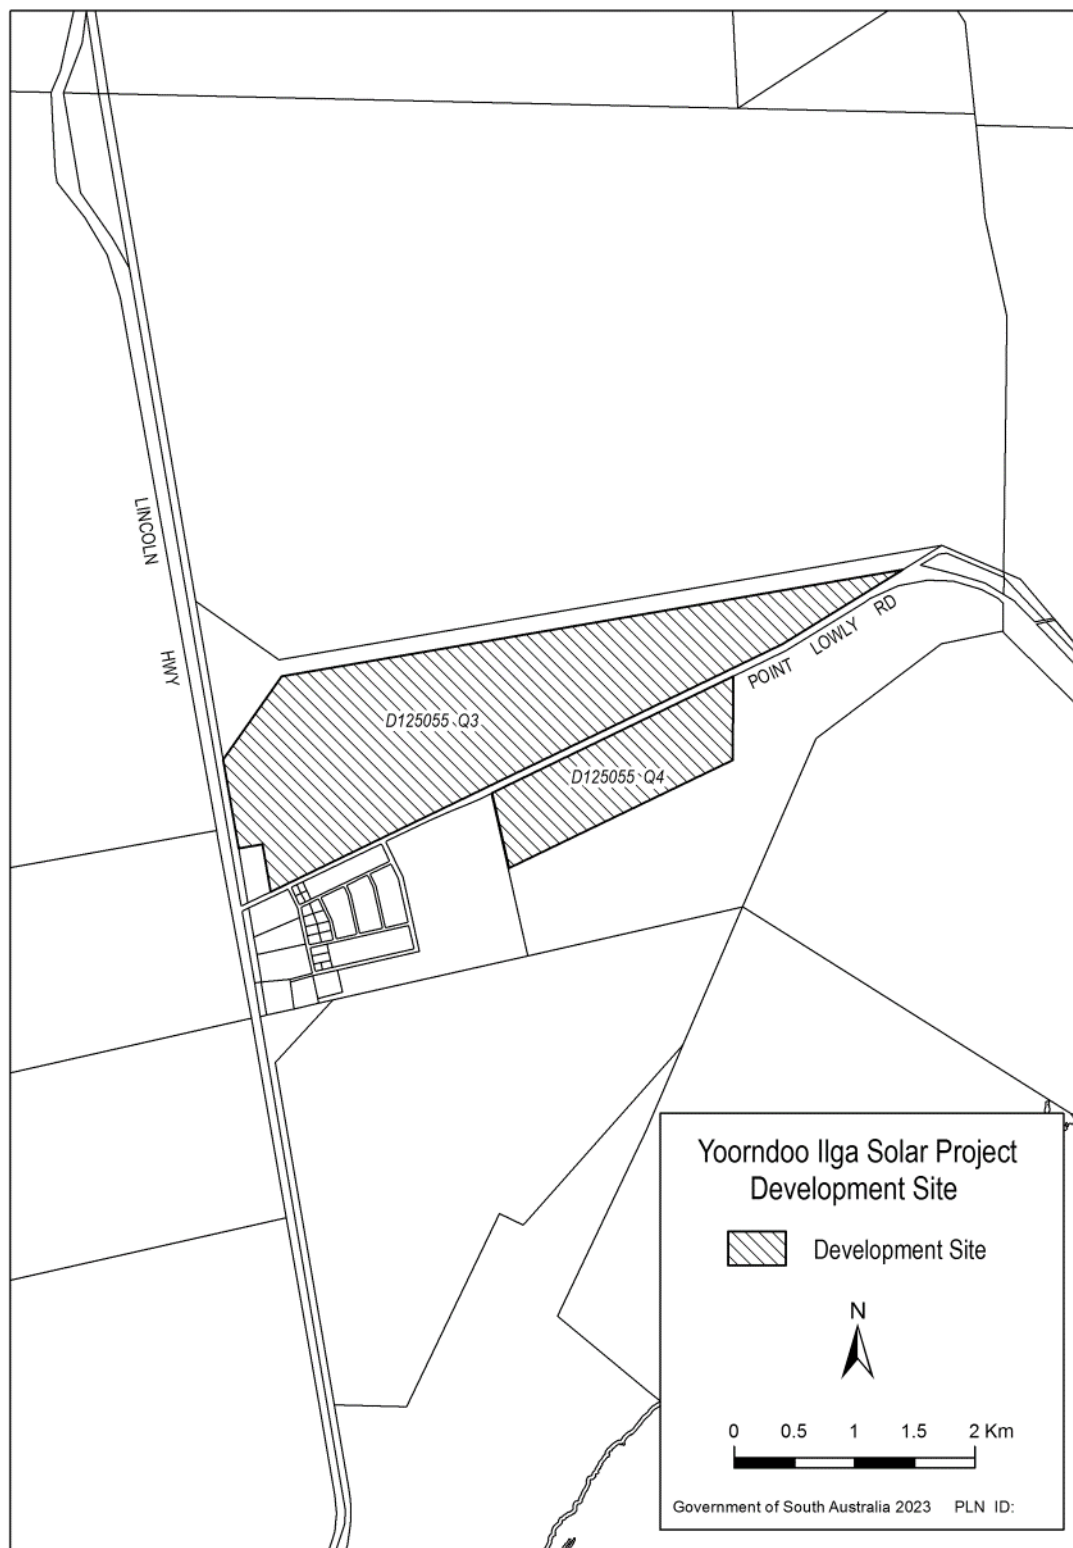 LINCOLN
HWY
POINT LOWLY RD
D125055 Q3
D125055 Q4
Yoorndoo Ilga Solar Project
Development Site
Development Site
N
0 0.5 1 1.5 2 Km
Government of South Australia 2023 PLN ID: